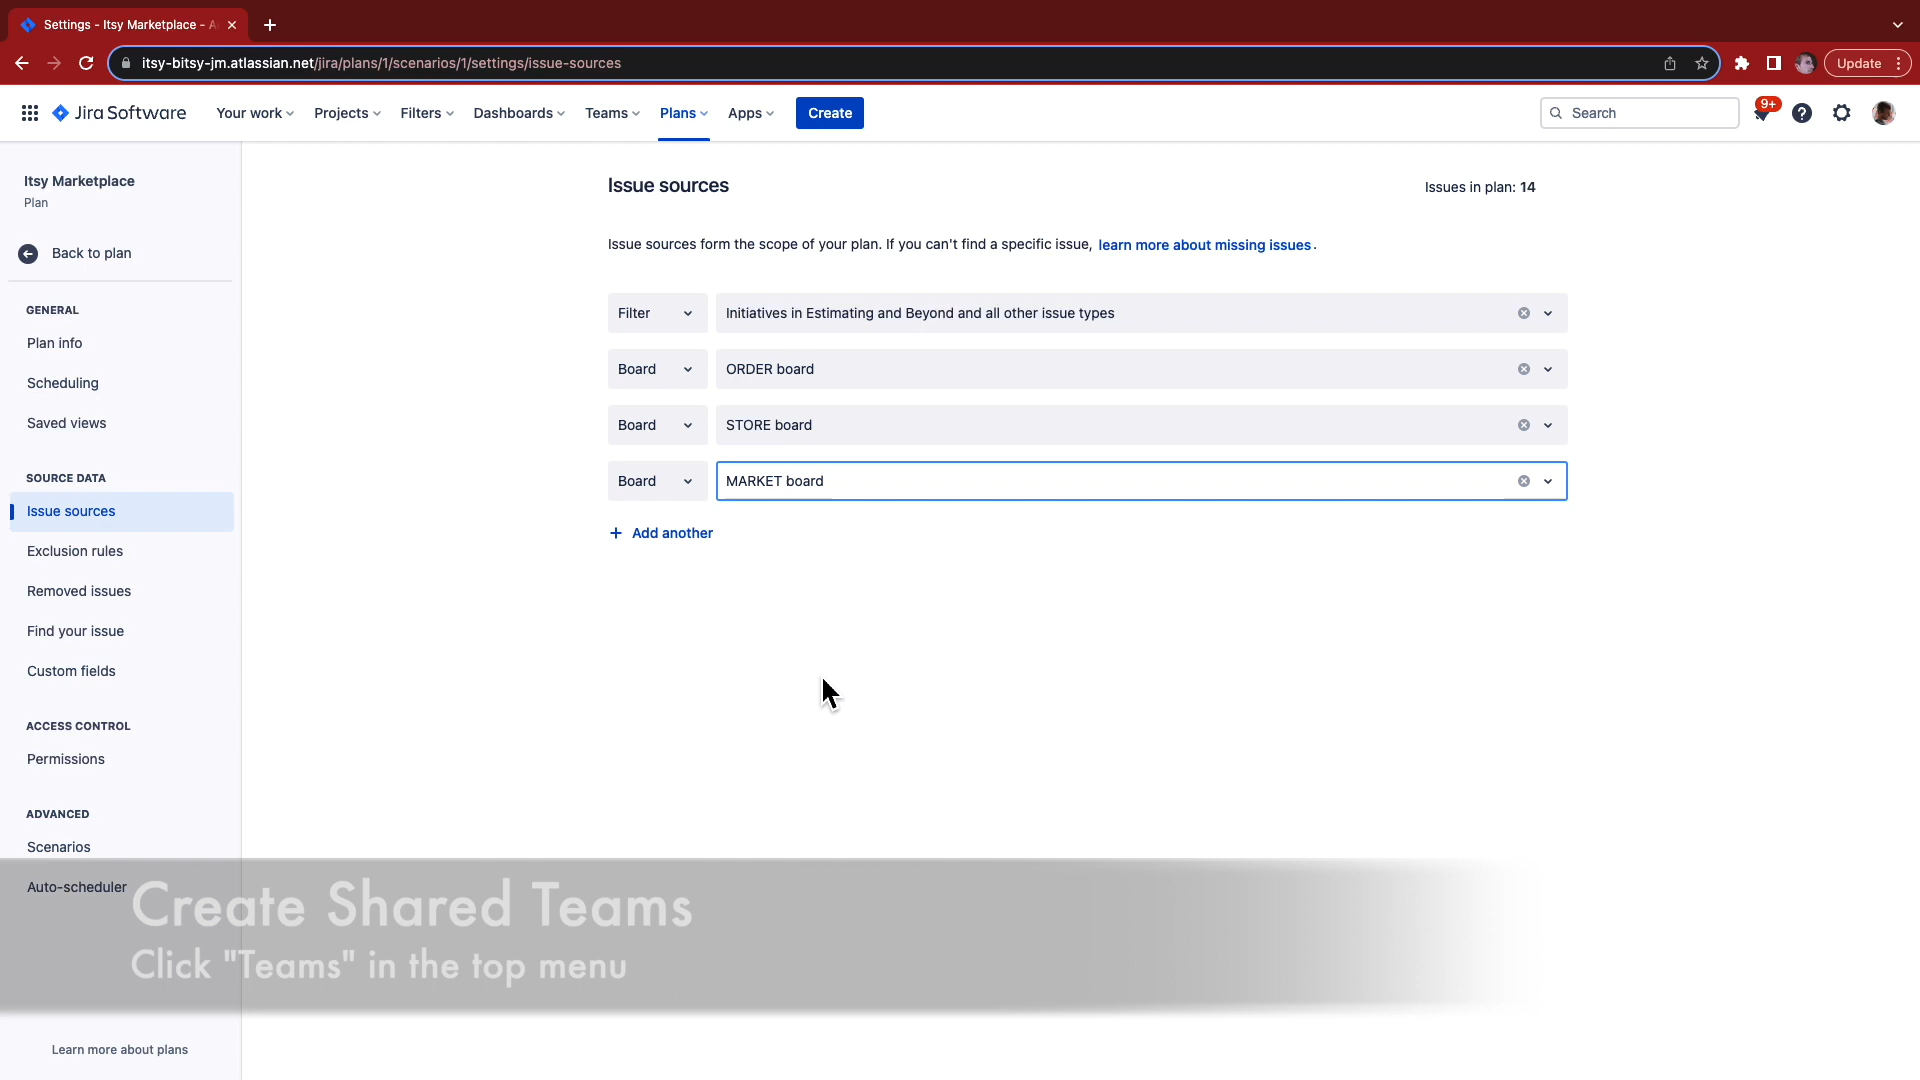 Settings - Itsy Marketplace - A
itsy-bitsy-jm.atlassian.net/jira/plans/1/scenarios/1/settings/issue-sources
Update
Jira Software
Your work
Projects
Filters
Dashboards
Teams
Plans
Apps
Create
Search
9+
Itsy Marketplace
Plan
Back to plan
GENERAL
Plan info
Scheduling
Saved views
SOURCE DATA
Issue sources
Exclusion rules
Removed issues
Find your issue
Custom fields
ACCESS CONTROL
Permissions
ADVANCED
Scenarios
Auto-scheduler
Learn more about plans
Issue sources
Issues in plan: 14
Issue sources form the scope of your plan. If you can't find a specific issue, learn more about missing issues.
Filter
Initiatives in Estimating and Beyond and all other issue types
Board
ORDER board
Board
STORE board
Board
MARKET board
+ Add another
Create Shared Teams
Click "Teams" in the top menu